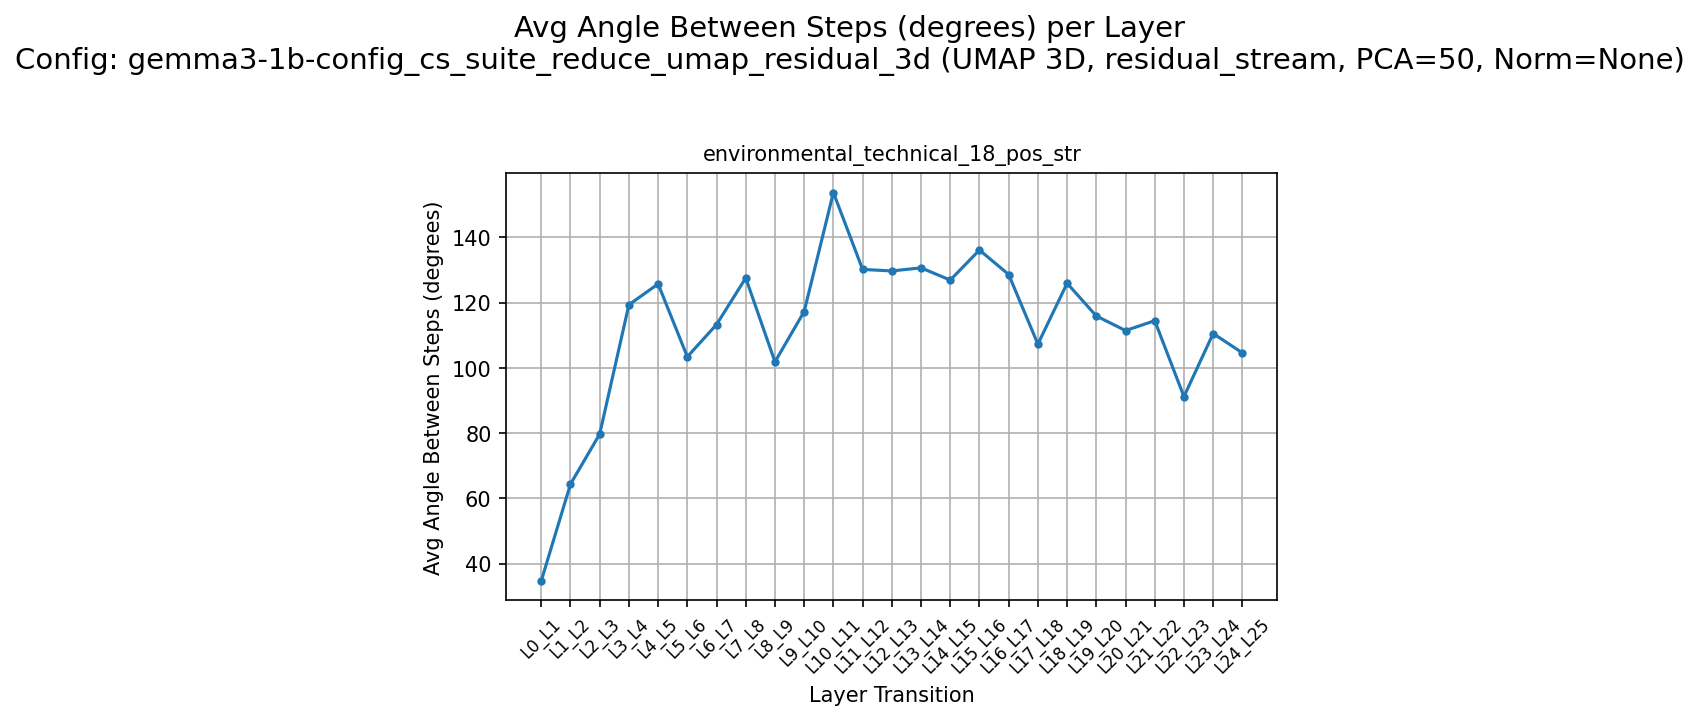 Avg Angle Between Steps (degrees) per Layer
Config: gemma3-1b-config_cs_suite_reduce_umap_residual_3d (UMAP 3D, residual_stream, PCA=50, Norm=None)
environmental_technical_18_pos_str
Avg Angle Between Steps (degrees)
140
120
100
80
60
40
L0_L1
L1_L2
L2_L3
L3_L4
L4_L5
L5_L6
L6_L7
L7_L8
L8_L9
L9_L10
L10_L11
L11_L12
L12_L13
L13_L14
L14_L15
L15_L16
L16_L17
L17_L18
L18_L19
L19_L20
L20_L21
L21_L22
L22_L23
L23_L24
L24_L25
Layer Transition